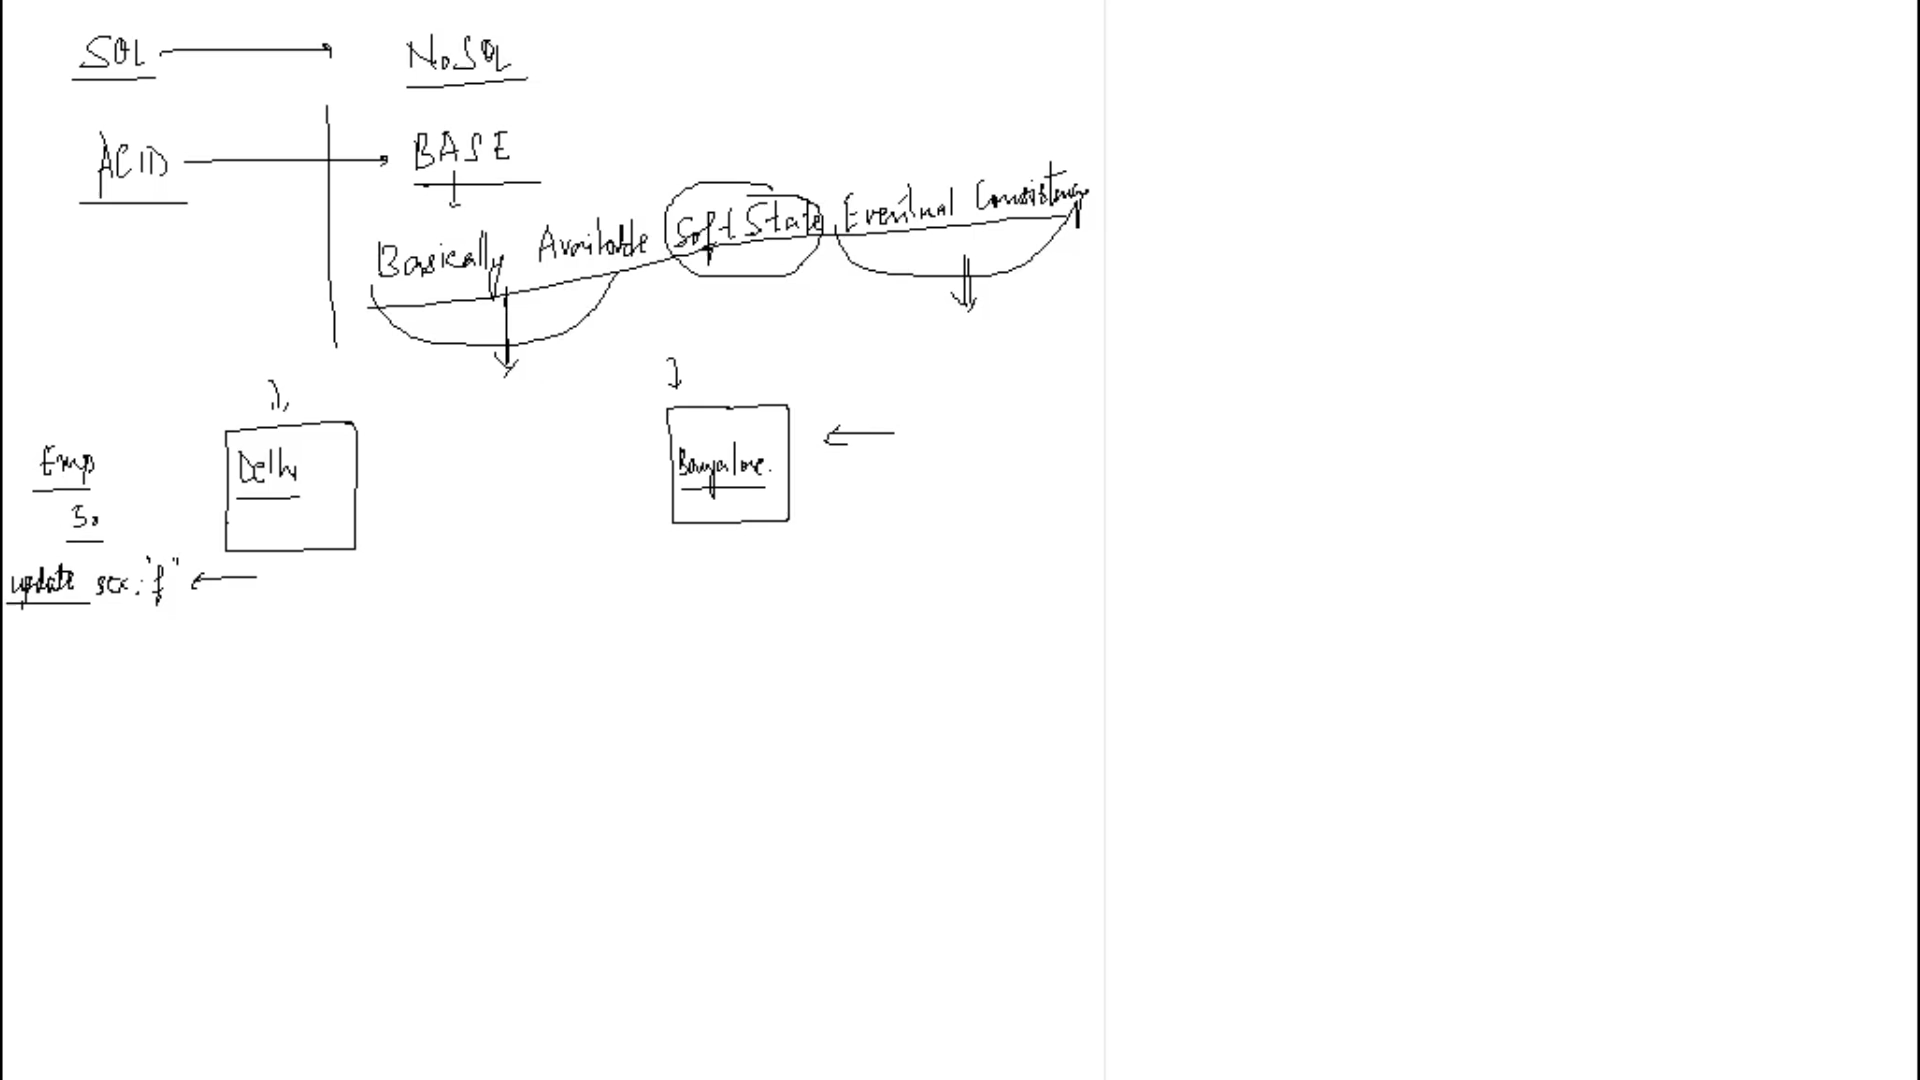 SQL NoSQL
ACID BASE
Basically Available Soft State, Eventual Consistency
Emp Delhi Bangalore.
update sex: "f"